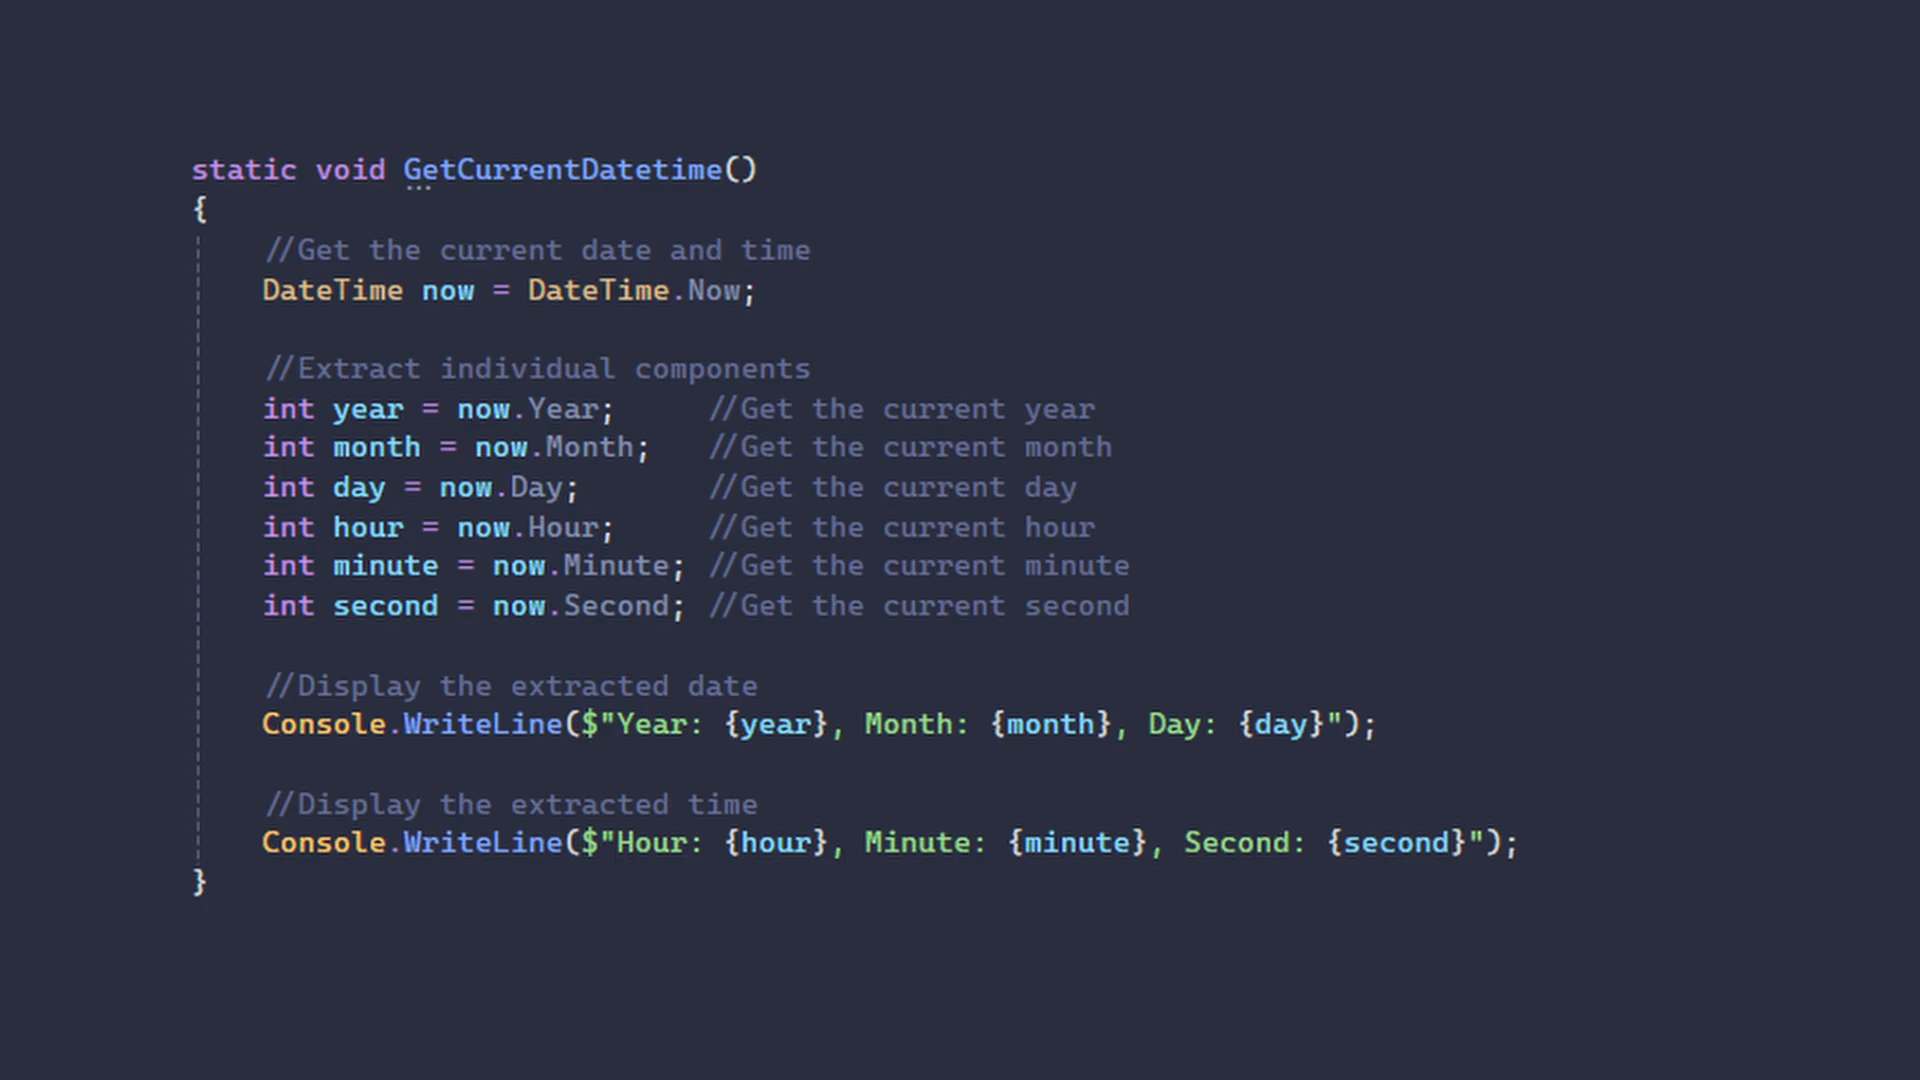 static void GetCurrentDatetime()
{
//Get the current date and time
DateTime now = DateTime.Now;
//Extract individual components
int year = now.Year; //Get the current year
int month = now.Month; //Get the current month
int day = now.Day; //Get the current day
int hour = now.Hour; //Get the current hour
int minute = now.Minute; //Get the current minute
int second = now.Second; //Get the current second
//Display the extracted date
Console.WriteLine($"Year: {year}, Month: {month}, Day: {day}");
//Display the extracted time
Console.WriteLine($"Hour: {hour}, Minute: {minute}, Second: {second}");
}